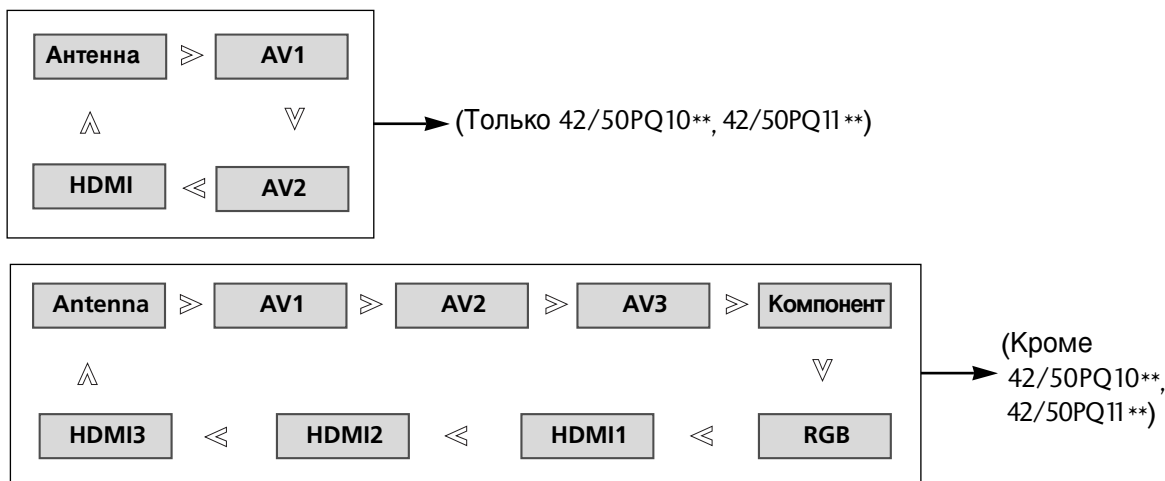 Антенна AV1
(Только 42/50PQ10**, 42/50PQ11**)
HDMI AV2
Antenna AV1 AV2 AV3 Компонент
(Кроме
42/50PQ10**,
42/50PQ11**)
HDMI3 HDMI2 HDMI1 RGB